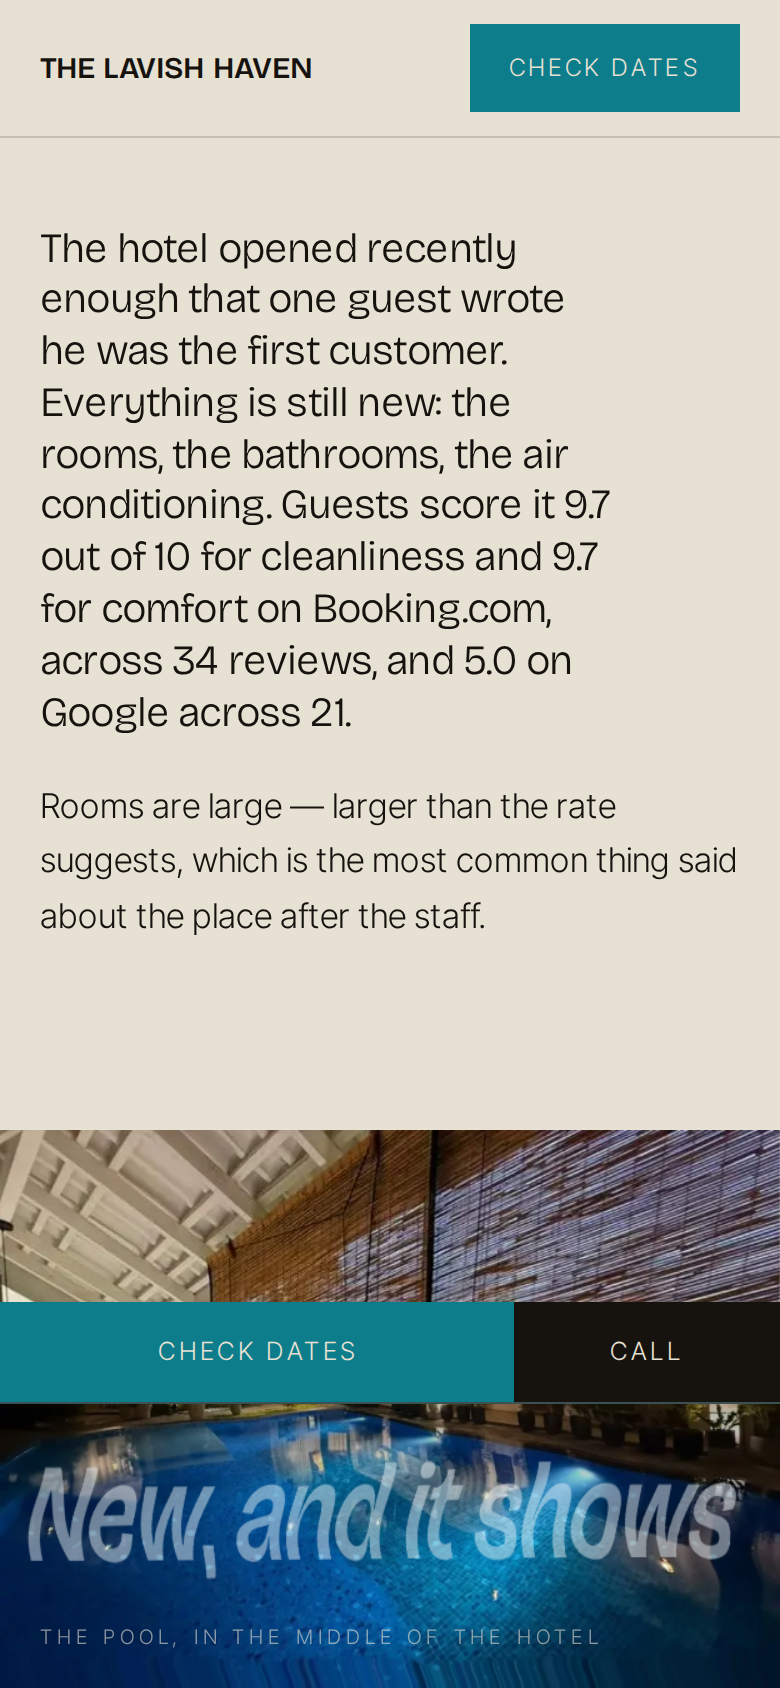 THE LAVISH HAVEN
CHECK DATES
The hotel opened recently
enough that one guest wrote
he was the first customer.
Everything is still new: the
rooms, the bathrooms, the air
conditioning. Guests score it 9.7
out of 10 for cleanliness and 9.7
for comfort on Booking.com,
across 34 reviews, and 5.0 on
Google across 21.
Rooms are large — larger than the rate
suggests, which is the most common thing said
about the place after the staff.
CHECK DATES
CALL
New, and it shows
THE POOL, IN THE MIDDLE OF THE HOTEL